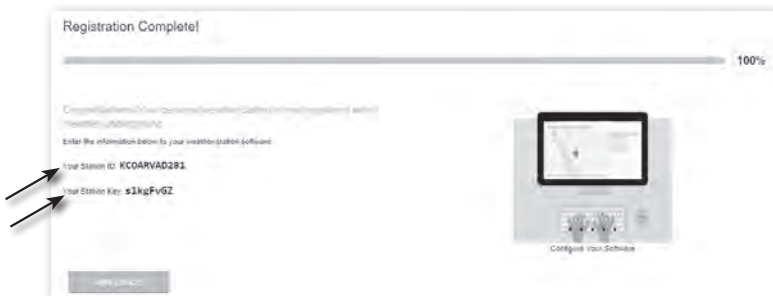 Registration Complete!
100%
Enter the information below to your weather station software.
Your Station ID: KCOARVAD281
Your Station Key: s1kgFvGZ
Configure Your Software